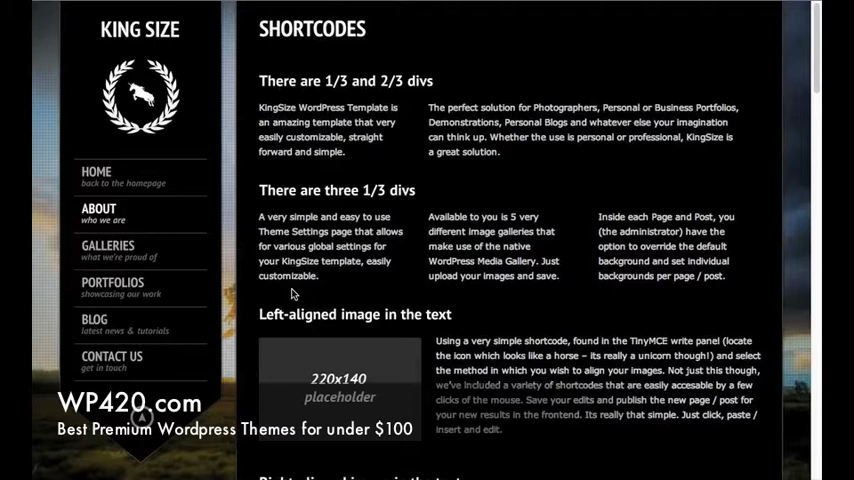 KING SIZE
HOME
back to the homepage
ABOUT
who we are
GALLERIES
what we're proud of
PORTFOLIOS
showcasing our work
BLOG
latest news & tutorials
CONTACT US
get in touch
SHORTCODES
There are 1/3 and 2/3 divs
KingSize WordPress Template is
an amazing template that very
easily customizable, straight
forward and simple.
The perfect solution for Photographers, Personal or Business Portfolios,
Demonstrations, Personal Blogs and whatever else your imagination
can think up. Whether the use is personal or professional, KingSize is
a great solution.
There are three 1/3 divs
A very simple and easy to use
Theme Settings page that allows
for various global settings for
your KingSize template, easily
customizable.
Available to you is 5 very
different image galleries that
make use of the native
WordPress Media Gallery. Just
upload your images and save.
Inside each Page and Post, you
(the administrator) have the
option to override the default
background and set individual
backgrounds per page / post.
Left-aligned image in the text
220x140
placeholder
Using a very simple shortcode, found in the TinyMCE write panel (locate
the icon which looks like a horse – its really a unicorn though!) and select
the method in which you wish to align your images. Not just this though,
we've included a variety of shortcodes that are easily accesable by a few
clicks of the mouse. Save your edits and publish the new page / post for
your new results in the frontend. Its really that simple. Just click, paste /
insert and edit.
WP420.com
Best Premium Wordpress Themes for under $100